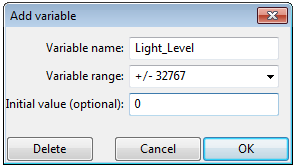 Add variable
Variable name: Light_Level
Variable range: +/- 32767
Initial value (optional): 0
Delete Cancel OK